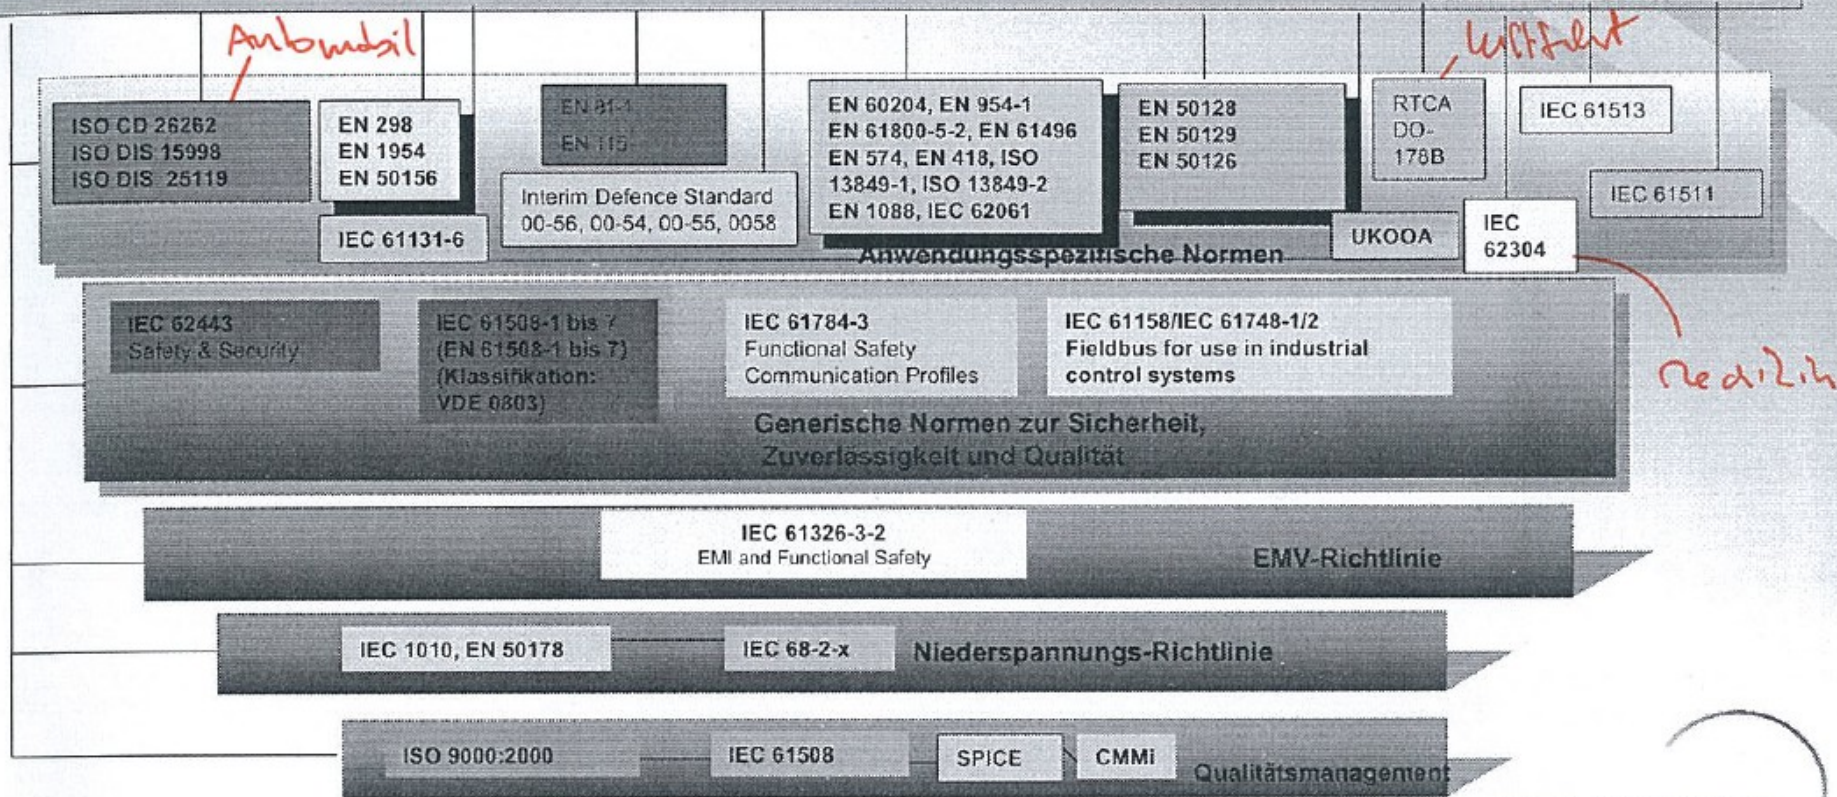 Automobil
Luftfahrt
ISO CD 26262
ISO DIS 15998
ISO DIS 25119
EN 298
EN 1954
EN 50156
IEC 61131-6
EN 81-1
EN 115
Interim Defence Standard
00-56, 00-54, 00-55, 0058
EN 60204, EN 954-1
EN 61800-5-2, EN 61496
EN 574, EN 418, ISO
13849-1, ISO 13849-2
EN 1088, IEC 62061
EN 50128
EN 50129
EN 50126
RTCA
DO-
178B
IEC 61513
IEC 61511
UKOOA
IEC
62304
Anwendungsspezifische Normen
IEC 62443
Safety & Security
IEC 61508-1 bis 7
(EN 61508-1 bis 7)
(Klassifikation:
VDE 0803)
IEC 61784-3
Functional Safety
Communication Profiles
IEC 61158/IEC 61748-1/2
Fieldbus for use in industrial
control systems
Medizin
Generische Normen zur Sicherheit,
Zuverlässigkeit und Qualität
IEC 61326-3-2
EMI and Functional Safety
EMV-Richtlinie
IEC 1010, EN 50178
IEC 68-2-x
Niederspannungs-Richtlinie
ISO 9000:2000
IEC 61508
SPICE
CMMi
Qualitätsmanagement